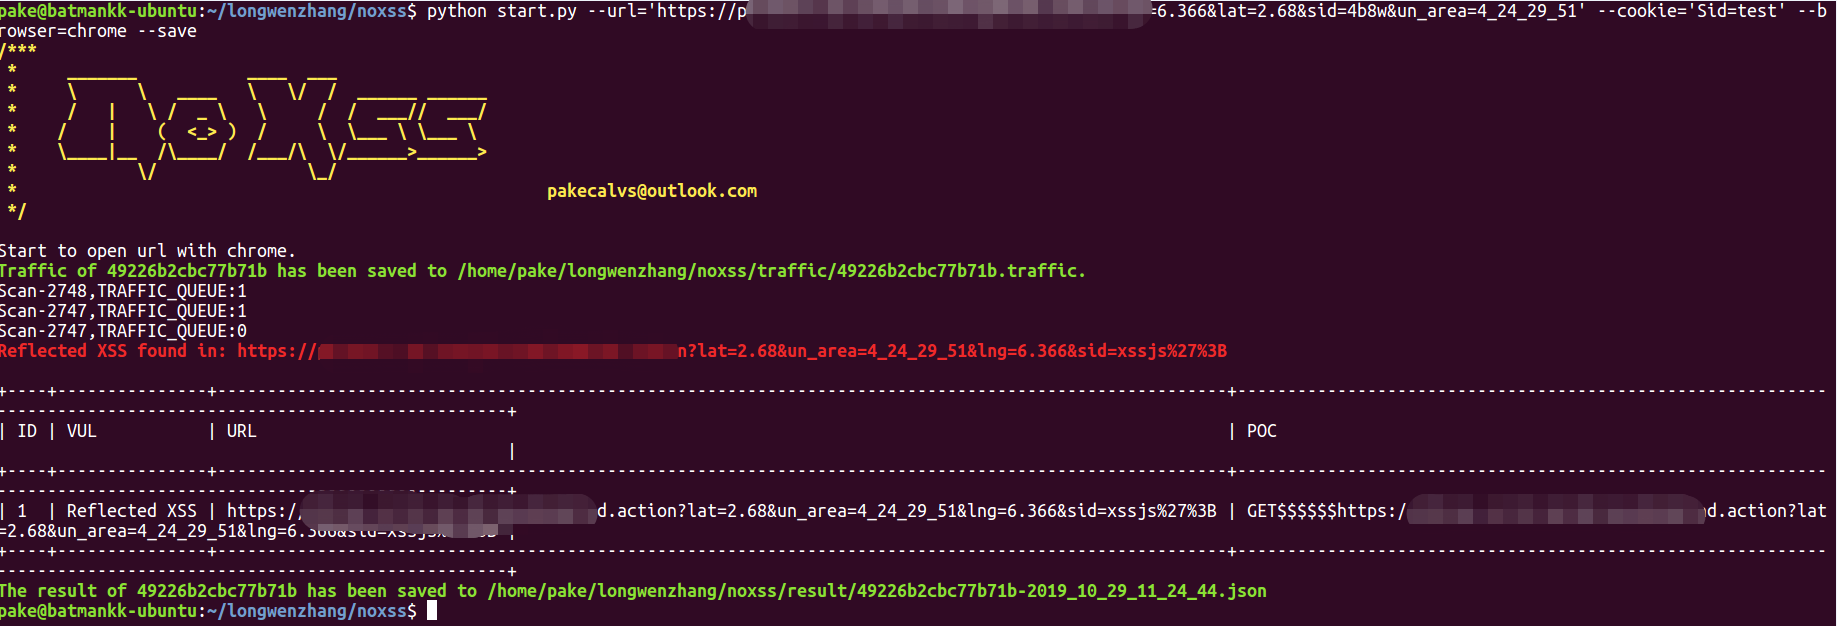 pake@batmankk-ubuntu:~/longwenzhang/noxss$ python start.py --url='https://p =6.366&lat=2.68&sid=4b8w&un_area=4_24_29_51' --cookie='Sid=test' --b
rowser=chrome --save
/***
 *
 *
 *
 *
 *
 *
 * pakecalvs@outlook.com
 */
Start to open url with chrome.
Traffic of 49226b2cbc77b71b has been saved to /home/pake/longwenzhang/noxss/traffic/49226b2cbc77b71b.traffic.
Scan-2748,TRAFFIC_QUEUE:1
Scan-2747,TRAFFIC_QUEUE:1
Scan-2747,TRAFFIC_QUEUE:0
Reflected XSS found in: https:// n?lat=2.68&un_area=4_24_29_51&lng=6.366&sid=xssjs%27%3B
| ID | VUL | URL | POC
|
| 1 | Reflected XSS | https:/ d.action?lat=2.68&un_area=4_24_29_51&lng=6.366&sid=xssjs%27%3B | GET$$$$$$https:/ d.action?lat
=2.68&un_area=4_24_29_51&lng=6.366&sid=xssjs |
The result of 49226b2cbc77b71b has been saved to /home/pake/longwenzhang/noxss/result/49226b2cbc77b71b-2019_10_29_11_24_44.json
pake@batmankk-ubuntu:~/longwenzhang/noxss$